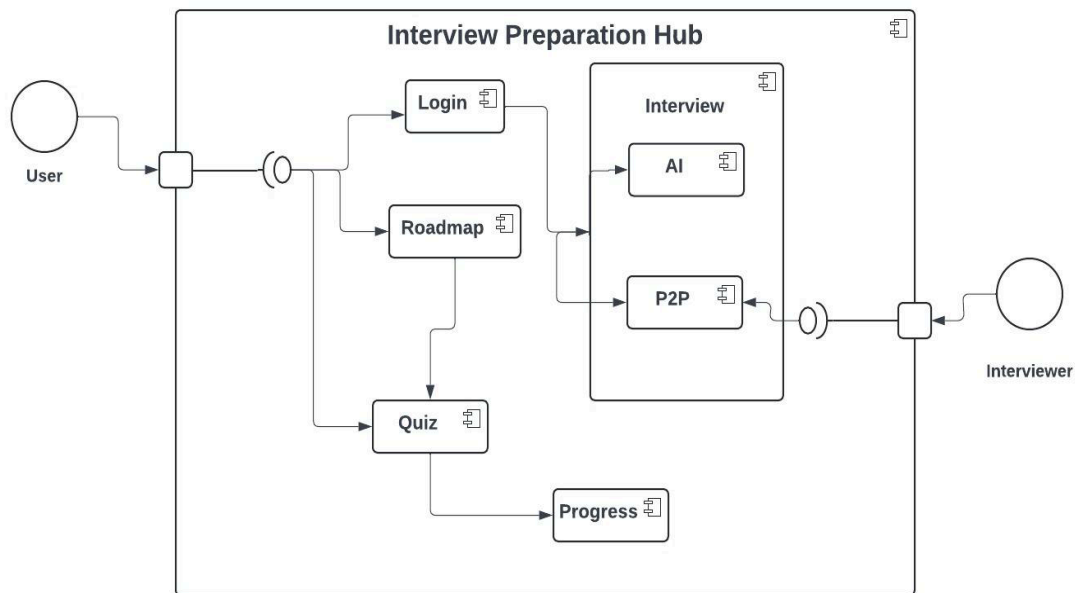 Interview Preparation Hub
Login
Interview
AI
User
Roadmap
P2P
Interviewer
Quiz
Progress